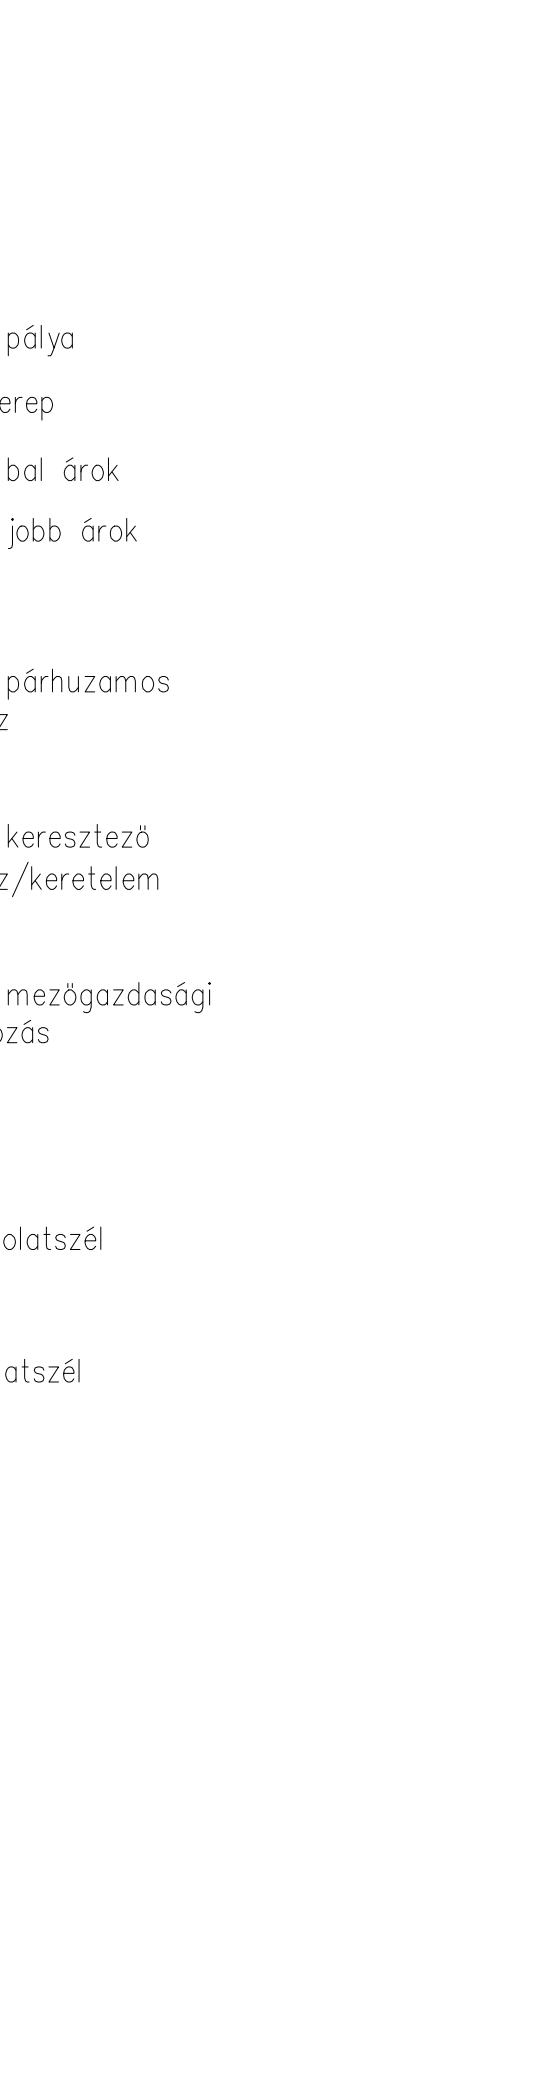 pálya
erep
bal árok
jobb árok
párhuzamos
z
keresztezö
z/keretelem
mezögazdasági
ozás
olatszél
atszél